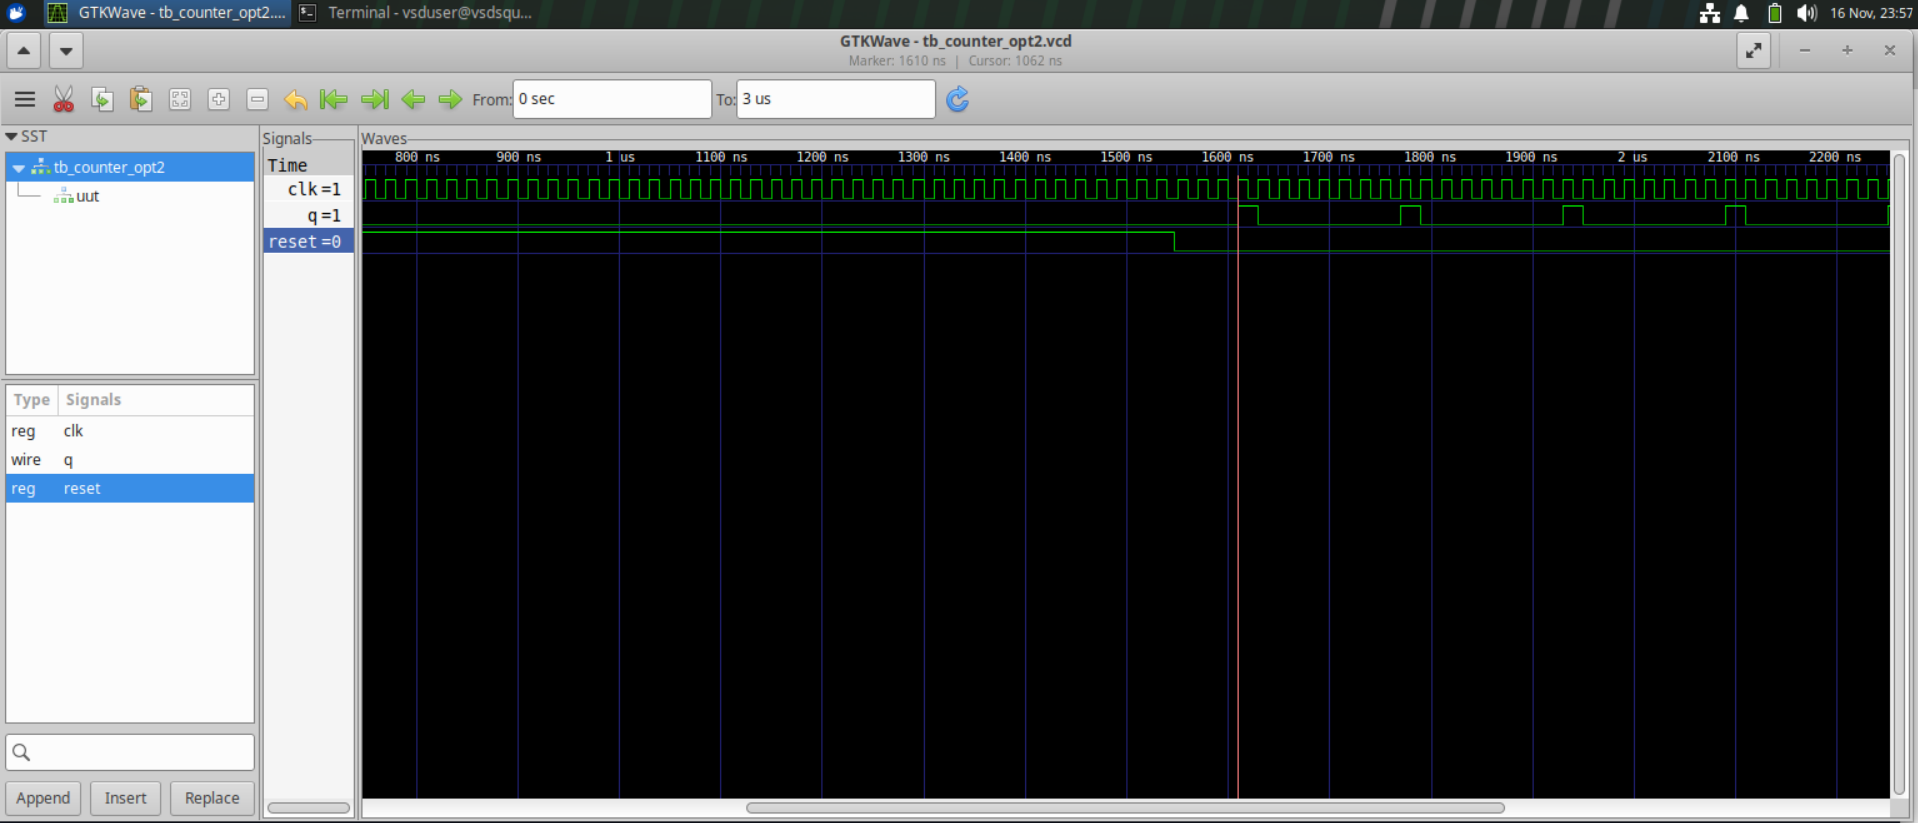 GTKWave - tb_counter_opt2....
Terminal - vsduser@vsdsqu...
16 Nov, 23:57
GTKWave - tb_counter_opt2.vcd
Marker: 1610 ns | Cursor: 1062 ns
From: 0 sec To: 3 us
SST
tb_counter_opt2
uut
Type Signals
reg clk
wire q
reg reset
Append Insert Replace
Signals
Time
clk =1
q =1
reset =0
Waves
800 ns 900 ns 1 us 1100 ns 1200 ns 1300 ns 1400 ns 1500 ns 1600 ns 1700 ns 1800 ns 1900 ns 2 us 2100 ns 2200 ns